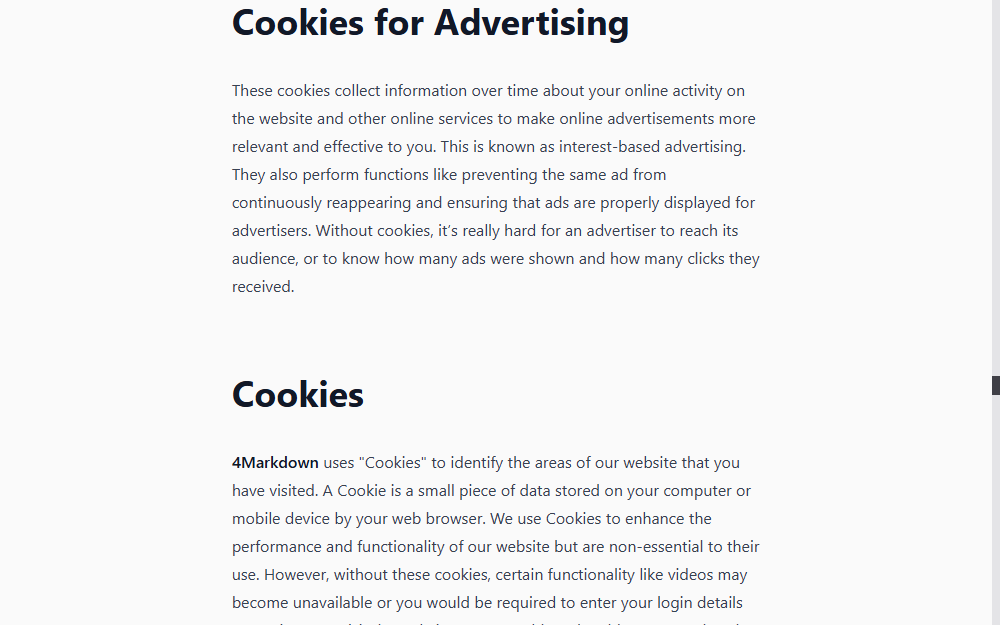 Cookies for Advertising
These cookies collect information over time about your online activity on
the website and other online services to make online advertisements more
relevant and effective to you. This is known as interest-based advertising.
They also perform functions like preventing the same ad from
continuously reappearing and ensuring that ads are properly displayed for
advertisers. Without cookies, it's really hard for an advertiser to reach its
audience, or to know how many ads were shown and how many clicks they
received.
Cookies
4Markdown uses "Cookies" to identify the areas of our website that you
have visited. A Cookie is a small piece of data stored on your computer or
mobile device by your web browser. We use Cookies to enhance the
performance and functionality of our website but are non-essential to their
use. However, without these cookies, certain functionality like videos may
become unavailable or you would be required to enter your login details